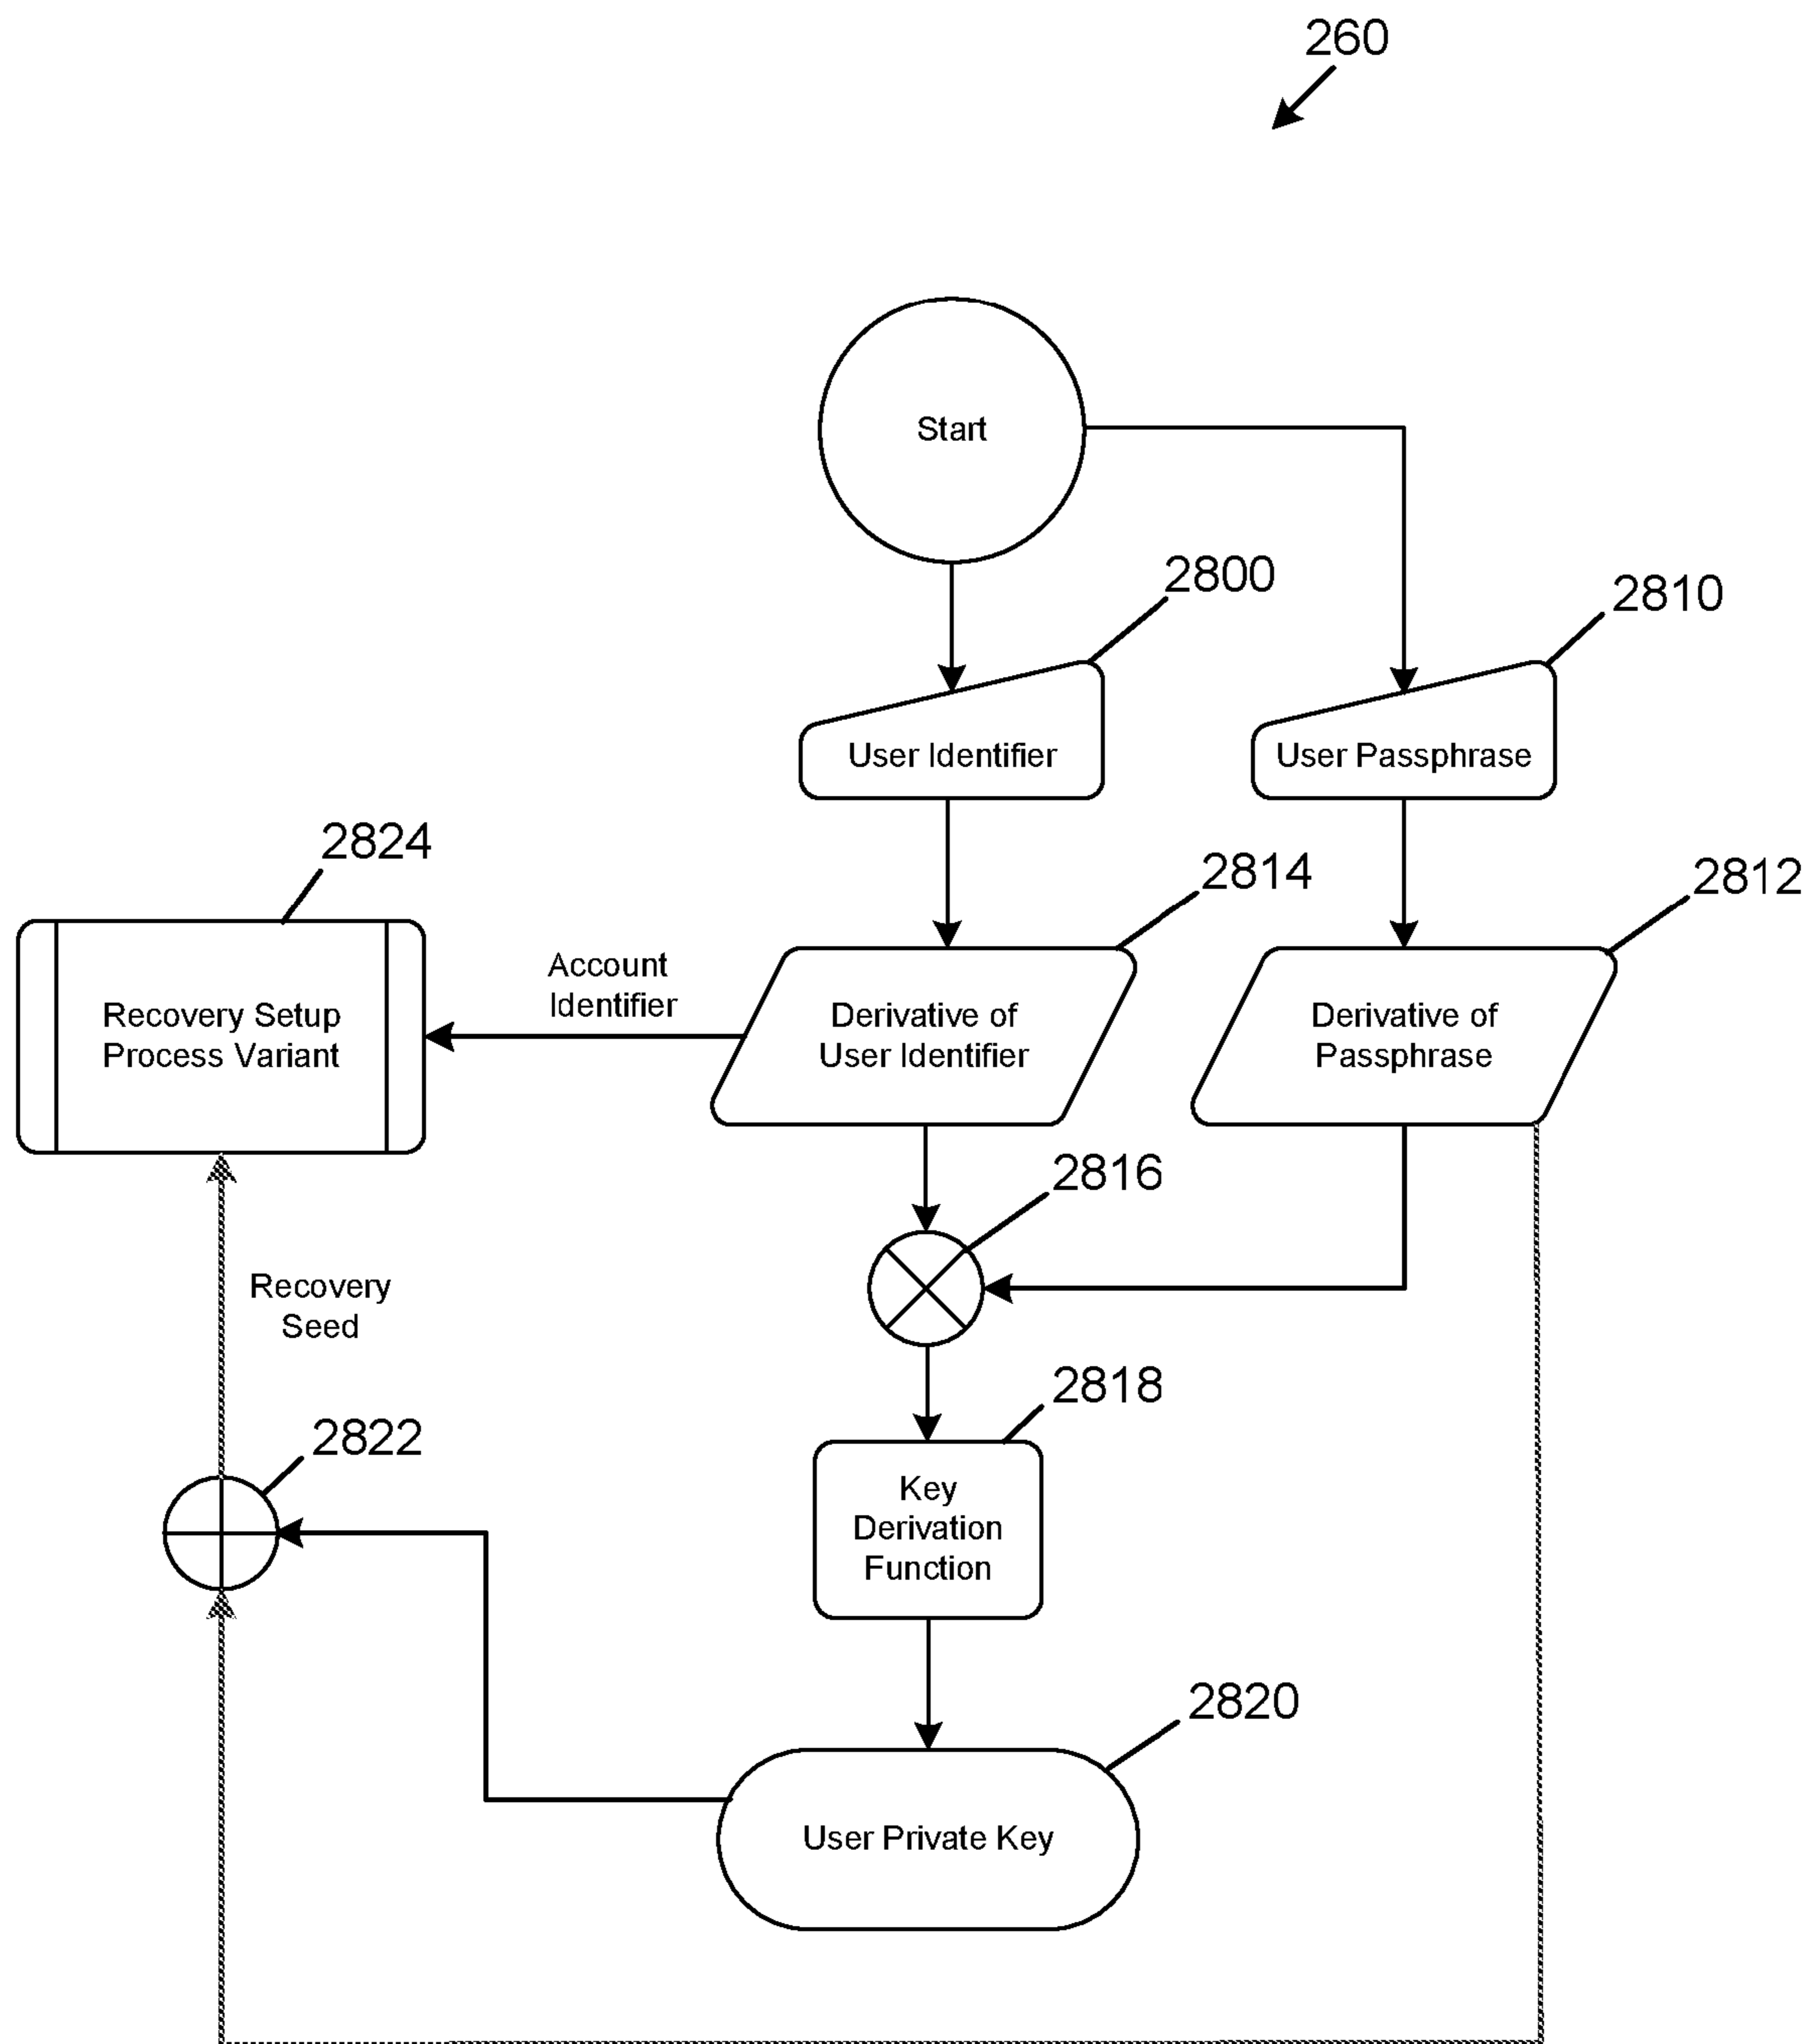 260
Start
2800
2810
User Identifier
User Passphrase
2824
2814
2812
Account
Identifier
Recovery Setup
Process Variant
Derivative of
User Identifier
Derivative of
Passphrase
2816
Recovery
Seed
2818
2822
Key
Derivation
Function
2820
User Private Key